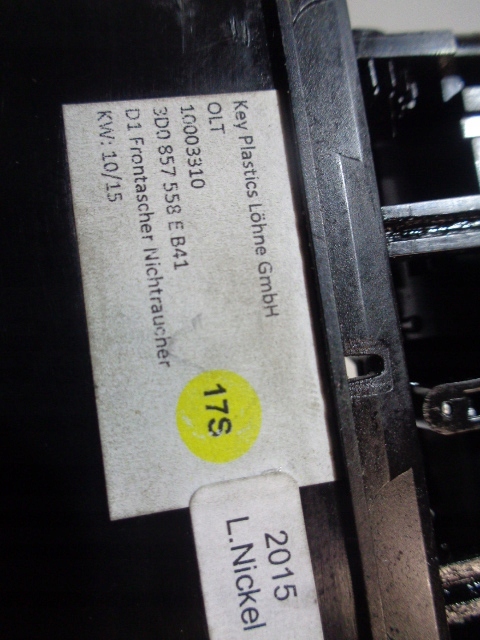 Key Plastics Löhne GmbH
OLT
10003310
3D0 857 558 E B41
D1 Frontascher Nichtraucher
KW: 10/15
17S
2015
L.Nickel